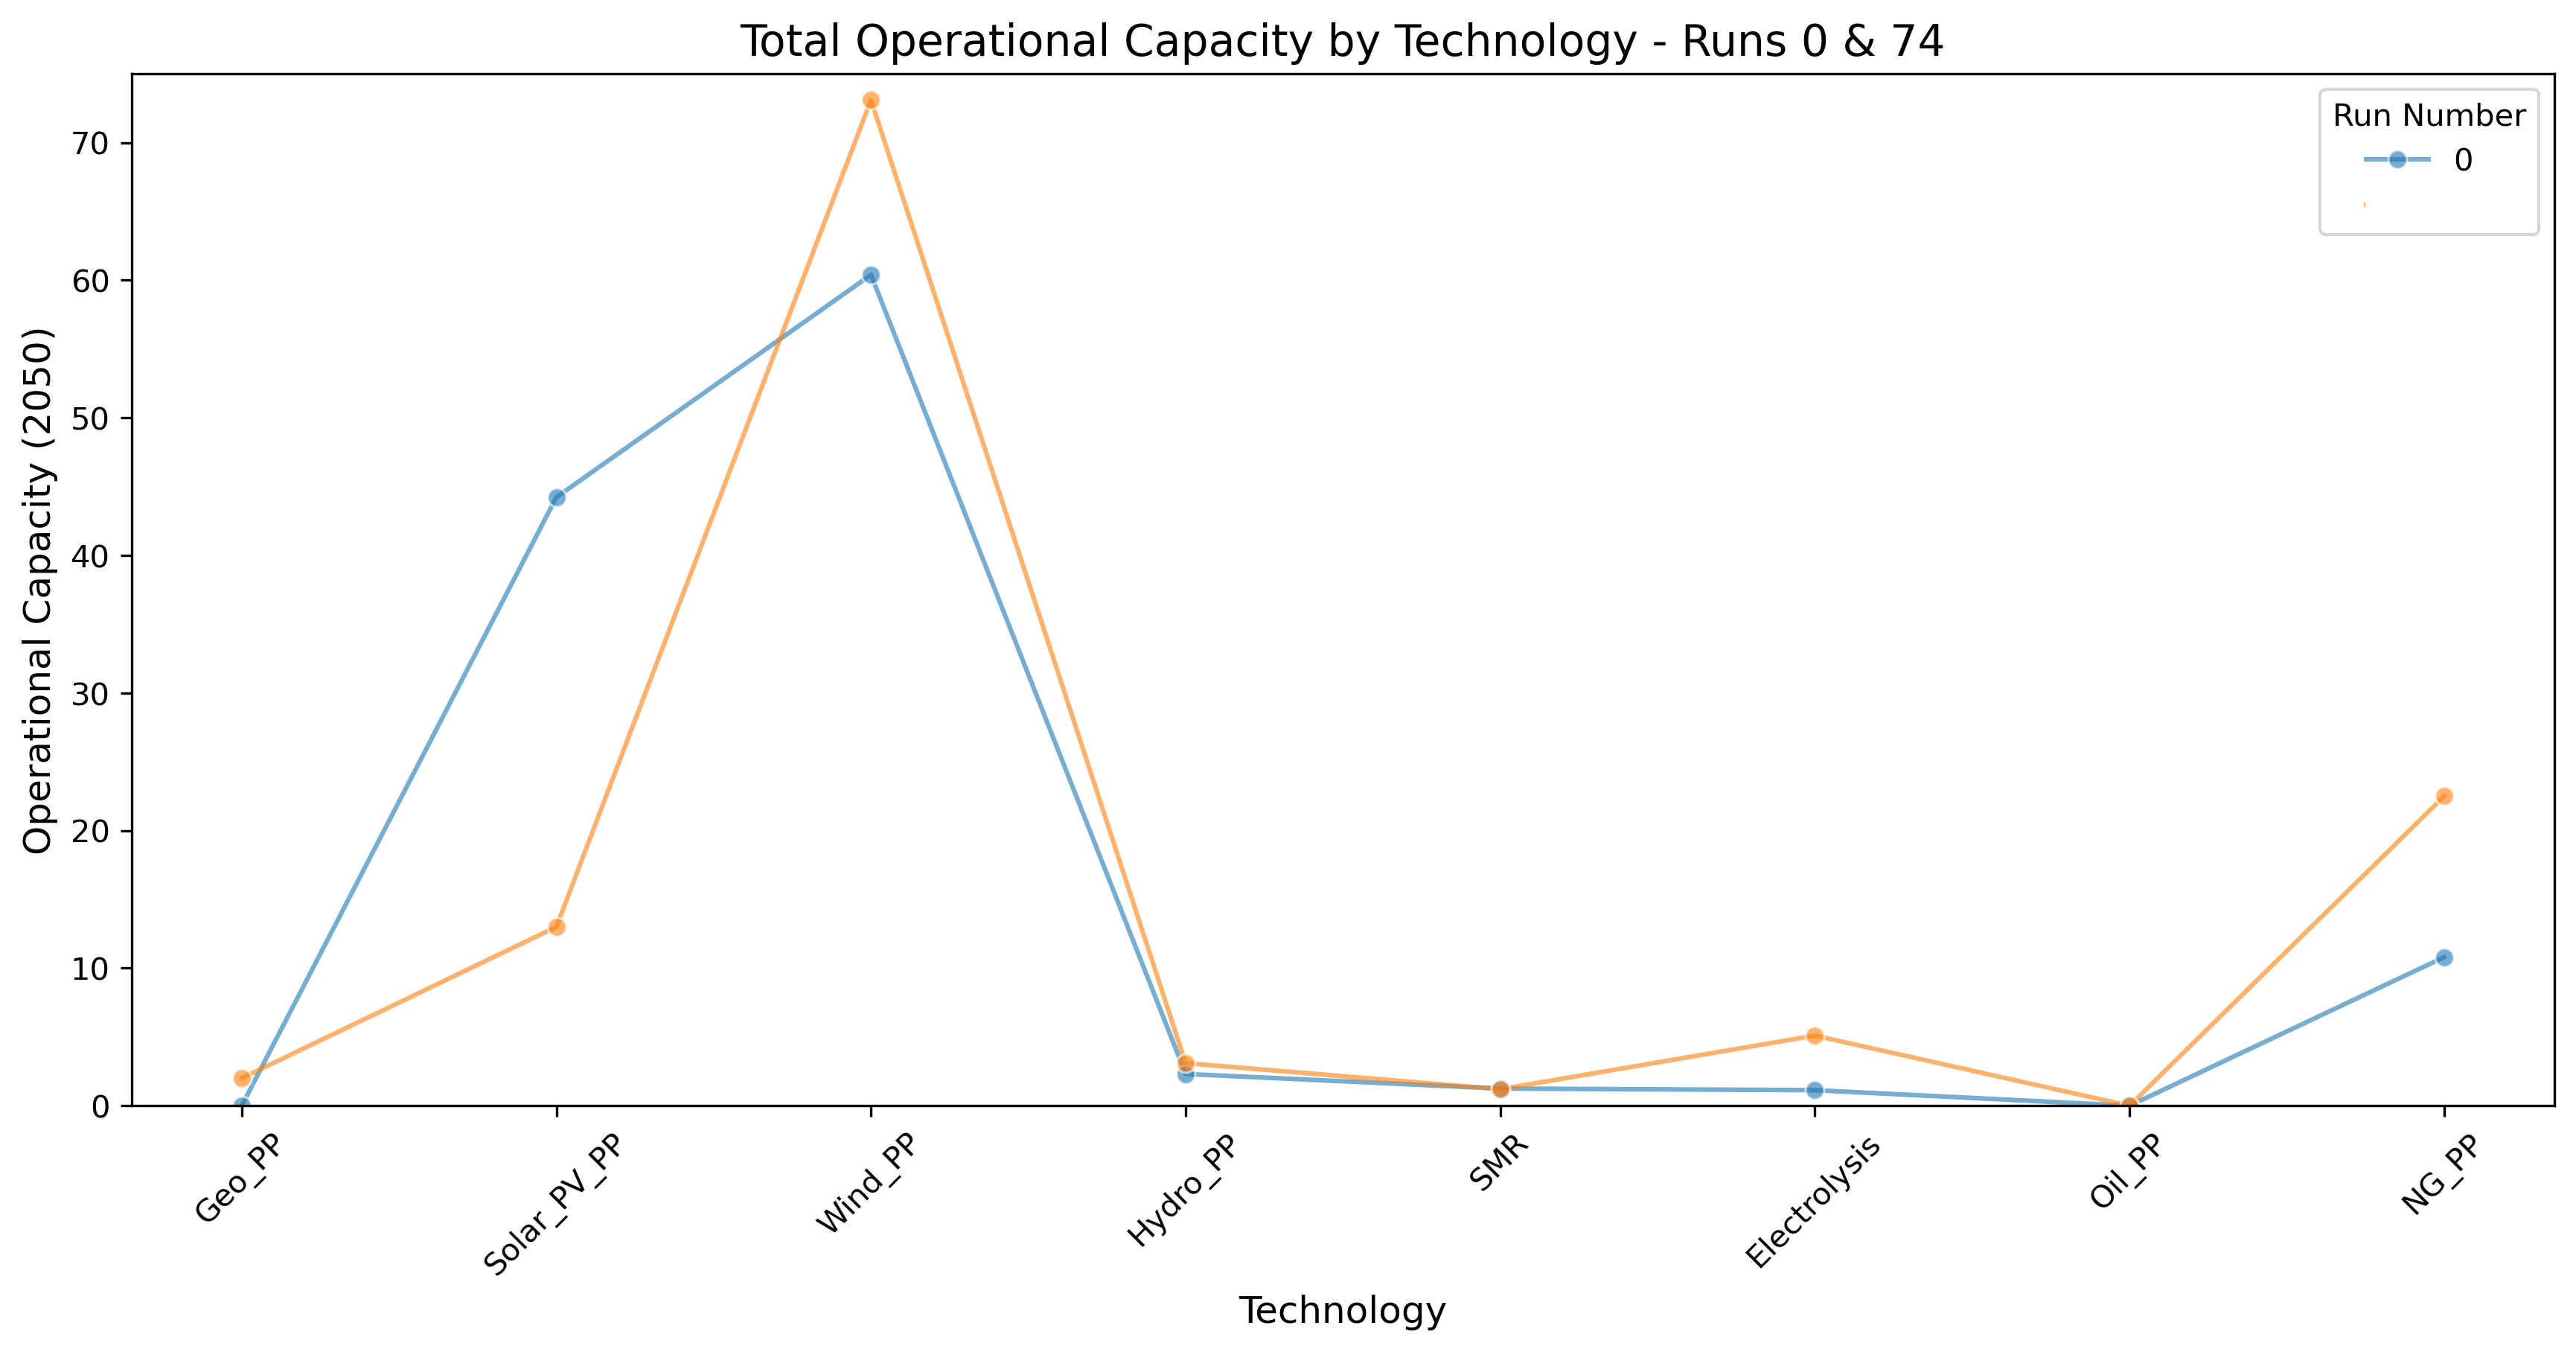 Total Operational Capacity by Technology - Runs 0 & 74
Run Number
0
Operational Capacity (2050)
70
60
50
40
30
20
10
0
Geo_PP
Solar_PV_PP
Wind_PP
Hydro_PP
SMR
Electrolysis
Oil_PP
NG_PP
Technology